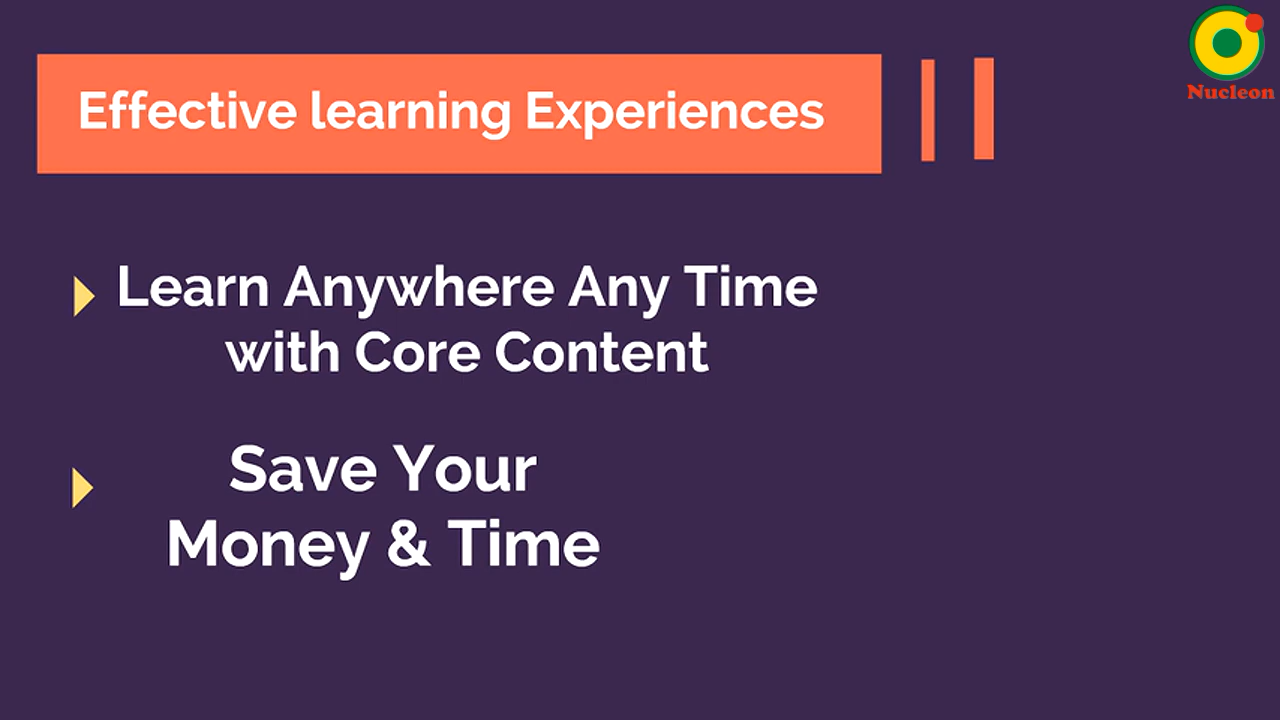 Effective learning Experiences
Nucleon
Learn Anywhere Any Time
with Core Content
Save Your
Money & Time